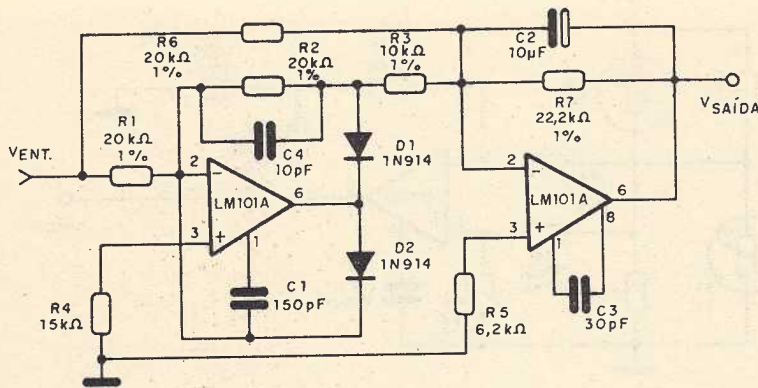 R6
20kΩ
1%
R2
20kΩ
1%
R3
10kΩ
1%
C2
10µF
R1
20kΩ
1%
C4
10pF
D1
1N914
R7
22,2kΩ
1%
VSAÍDA
VENT.
2
−
LM101A
6
3
+
1
2
−
LM101A
6
3
+
1
8
D2
1N914
C1
150pF
R4
15kΩ
R5
6,2kΩ
C3
30pF